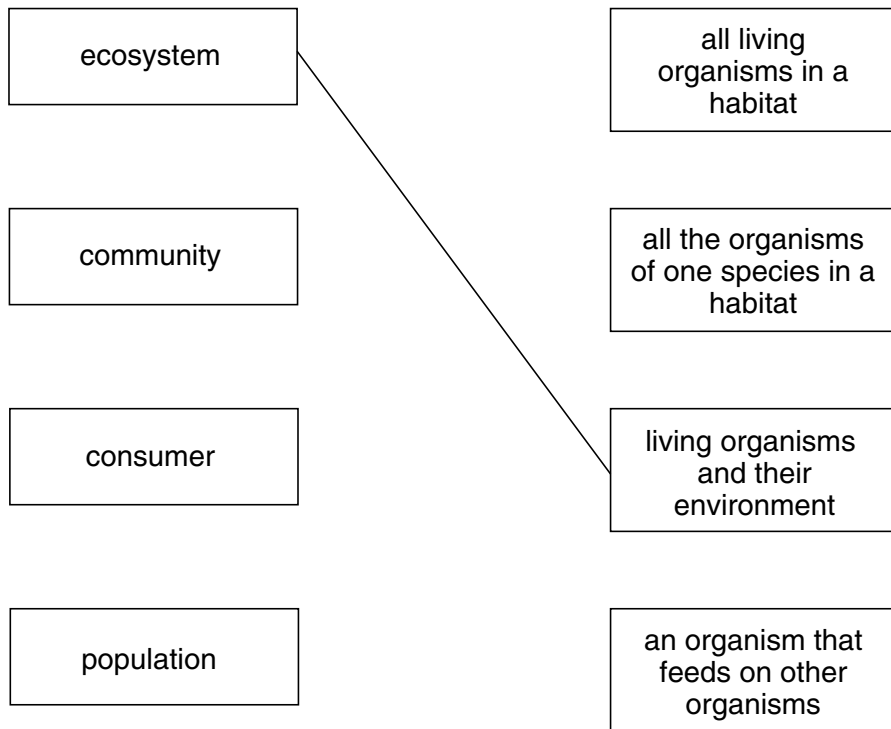 ecosystem
all living
organisms in a
habitat
community
all the organisms
of one species in a
habitat
consumer
living organisms
and their
environment
population
an organism that
feeds on other
organisms